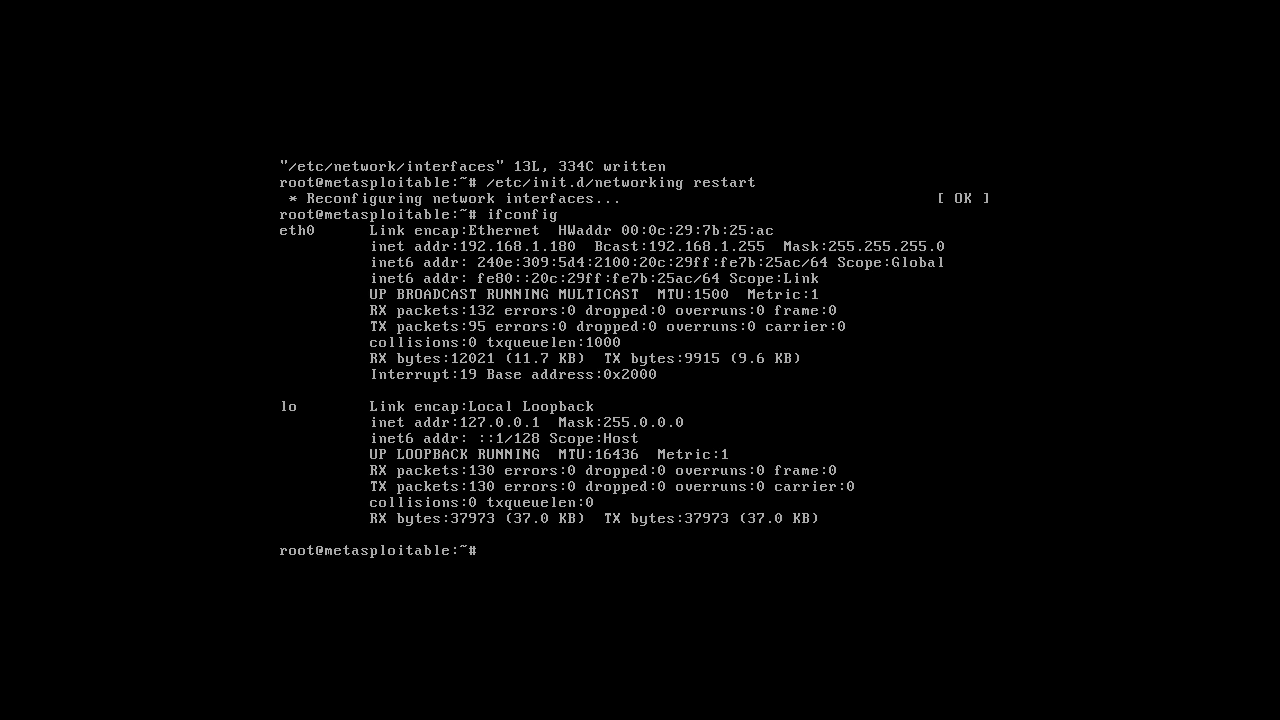 "/etc/network/interfaces" 13L, 334C written
root@metasploitable:~# /etc/init.d/networking restart
 * Reconfiguring network interfaces...                                   [ OK ]
root@metasploitable:~# ifconfig
eth0      Link encap:Ethernet  HWaddr 00:0c:29:7b:25:ac
          inet addr:192.168.1.180  Bcast:192.168.1.255  Mask:255.255.255.0
          inet6 addr: 240e:309:5d4:2100:20c:29ff:fe7b:25ac/64 Scope:Global
          inet6 addr: fe80::20c:29ff:fe7b:25ac/64 Scope:Link
          UP BROADCAST RUNNING MULTICAST  MTU:1500  Metric:1
          RX packets:132 errors:0 dropped:0 overruns:0 frame:0
          TX packets:95 errors:0 dropped:0 overruns:0 carrier:0
          collisions:0 txqueuelen:1000
          RX bytes:12021 (11.7 KB)  TX bytes:9915 (9.6 KB)
          Interrupt:19 Base address:0x2000

lo        Link encap:Local Loopback
          inet addr:127.0.0.1  Mask:255.0.0.0
          inet6 addr: ::1/128 Scope:Host
          UP LOOPBACK RUNNING  MTU:16436  Metric:1
          RX packets:130 errors:0 dropped:0 overruns:0 frame:0
          TX packets:130 errors:0 dropped:0 overruns:0 carrier:0
          collisions:0 txqueuelen:0
          RX bytes:37973 (37.0 KB)  TX bytes:37973 (37.0 KB)

root@metasploitable:~#